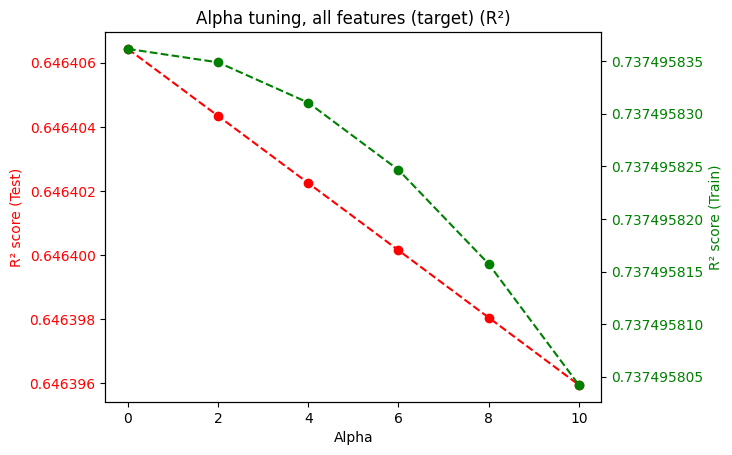 Alpha tuning, all features (target) (R²)
R² score (Test)
0.646406
0.646404
0.646402
0.646400
0.646398
0.646396
0.737495835
0.737495830
0.737495825
0.737495820
0.737495815
0.737495810
0.737495805
R² score (Train)
0 2 4 6 8 10
Alpha